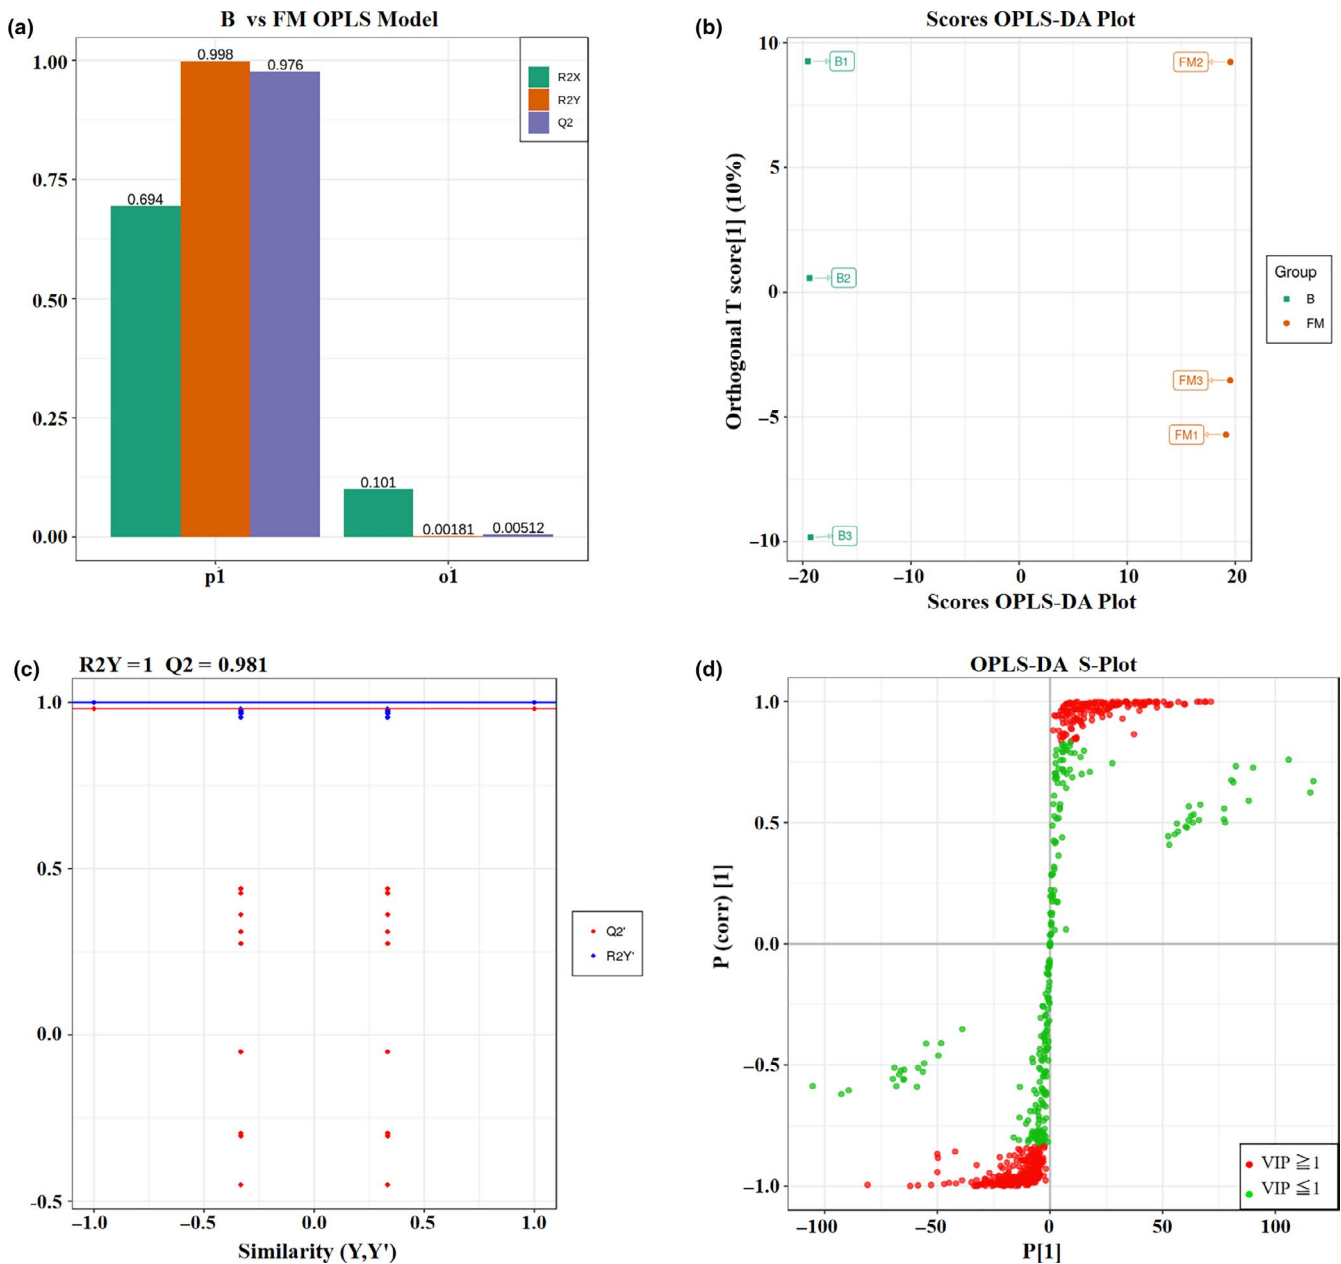 (a)
B vs FM OPLS Model
1.00
0.75
0.50
0.25
0.00
0.694
0.998
0.976
0.101
0.00181
0.00512
p1
o1
R2X
R2Y
Q2
(b)
Scores OPLS-DA Plot
Orthogonal T score[1] (10%)
10
5
0
−5
−10
B1
B2
B3
FM2
FM3
FM1
−20
−10
0
10
20
Scores OPLS-DA Plot
Group
B
FM
(c)
R2Y =1 Q2 = 0.981
1.0
0.5
0.0
-0.5
−1.0
−0.5
0.0
0.5
1.0
Similarity (Y,Y')
Q2'
R2Y'
(d)
OPLS-DA S-Plot
P (corr) [1]
1.0
0.5
0.0
−0.5
−1.0
−100
−50
0
50
100
P[1]
VIP ≧1
VIP ≦1